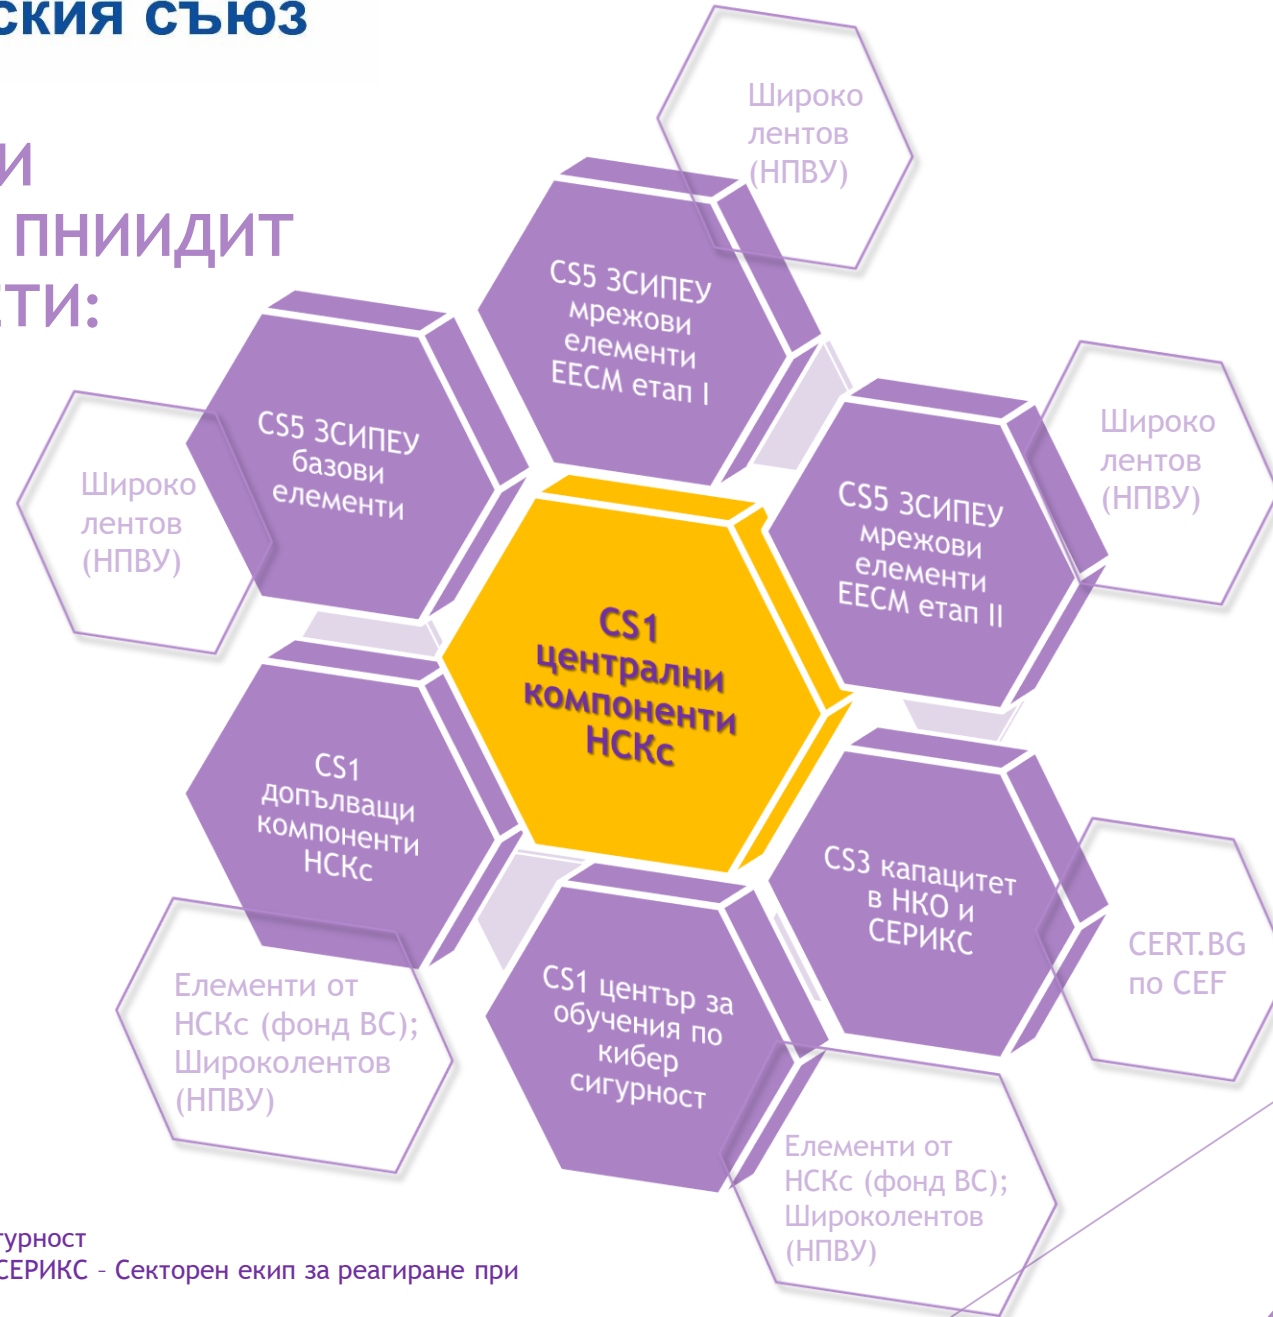 ския съюз
И
ПНИИДИТ
ЕТИ:
Широко
лентов
(НПВУ)
CS5 ЗСИПЕУ
мрежови
елементи
ЕЕСМ етап I
CS5 ЗСИПЕУ
базови
елементи
Широко
лентов
(НПВУ)
Широко
лентов
(НПВУ)
CS5 ЗСИПЕУ
мрежови
елементи
ЕЕСМ етап II
CS1
централни
компоненти
НСКс
CS1
допълващи
компоненти
НСКс
CS3 капацитет
в НКО и
СЕРИКС
CERT.BG
по CEF
Елементи от
НСКс (фонд ВС);
Широколентов
(НПВУ)
CS1 център за
обучения по
кибер
сигурност
Елементи от
НСКс (фонд ВС);
Широколентов
(НПВУ)
гурност
СЕРИКС – Секторен екип за реагиране при